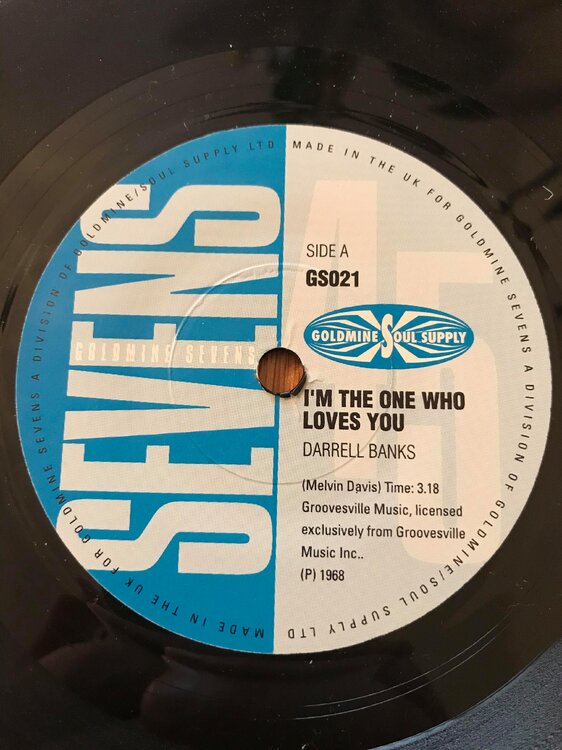 MADE IN THE UK FOR GOLDMINE SEVENS A DIVISION OF GOLDMINE/SOUL SUPPLY LTD
MADE IN THE UK FOR GOLDMINE SEVENS A DIVISION OF GOLDMINE/SOUL SUPPLY LTD
SEVENS
GOLDMINE SEVENS
45
SIDE A
GS021
GOLDMINE SOUL SUPPLY
I'M THE ONE WHO
LOVES YOU
DARRELL BANKS
(Melvin Davis) Time: 3.18
Groovesville Music, licensed
exclusively from Groovesville
Music Inc..
(P) 1968